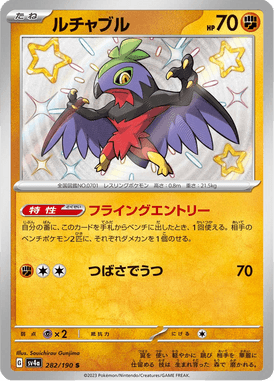 たね ルチャブル HP 70
全国図鑑NO.0701 レスリングポケモン 高さ:0.8m 重さ:21.5kg
特性 フライングエントリー
自分の番に、このカードを手札からベンチに出したとき、1回使える。相手のベンチポケモン2匹に、それぞれダメカンを1個のせる。
つばさでうつ 70
弱点 ×2 抵抗力 にげる
Illus. Souichirou Gunjima
G sv4a 282/190 S
©2023 Pokémon/Nintendo/Creatures/GAME FREAK.